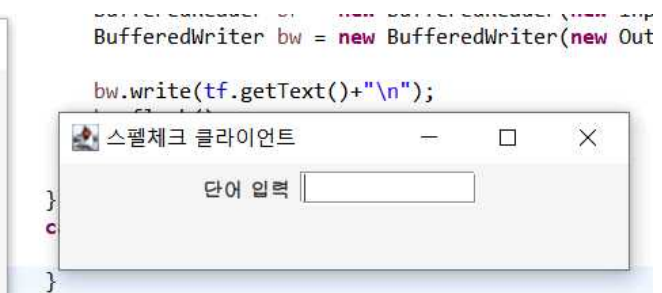 BufferedWriter bw = new BufferedWriter(new Out
bw.write(tf.getText()+"\n");
스펠체크 클라이언트
단어 입력
}
c
}